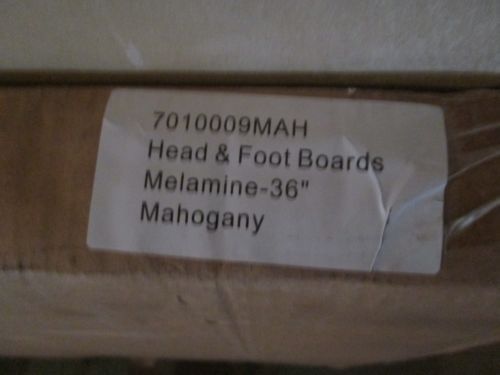 7010009MAH
Head & Foot Boards
Melamine-36"
Mahogany